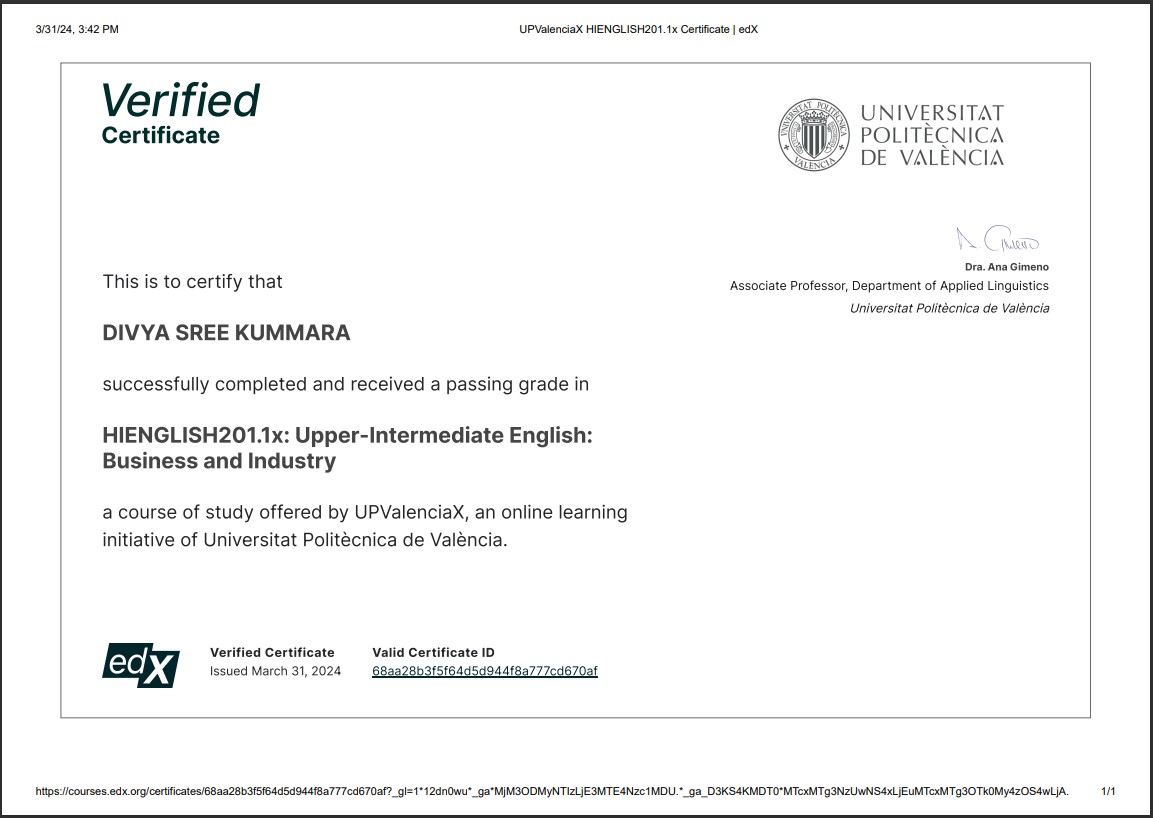 3/31/24, 3:42 PM
UPValenciaX HIENGLISH201.1x Certificate | edX
Verified
Certificate
UNIVERSITAT POLITÈCNICA
VALÈNCIA
UNIVERSITAT
POLITÈCNICA
DE VALÈNCIA
A. Gimeno
Dra. Ana Gimeno
Associate Professor, Department of Applied Linguistics
Universitat Politècnica de València
This is to certify that
DIVYA SREE KUMMARA
successfully completed and received a passing grade in
HIENGLISH201.1x: Upper-Intermediate English:
Business and Industry
a course of study offered by UPValenciaX, an online learning
initiative of Universitat Politècnica de València.
edX
Verified Certificate
Issued March 31, 2024
Valid Certificate ID
68aa28b3f5f64d5d944f8a777cd670af
https://courses.edx.org/certificates/68aa28b3f5f64d5d944f8a777cd670af?_gl=1*12dn0wu*_ga*MjM3ODMyNTIzLjE3MTE4Nzc1MDU.*_ga_D3KS4KMDT0*MTcxMTg3NzUwNS4xLjEuMTcxMTg3OTk0My4zOS4wLjA.
1/1